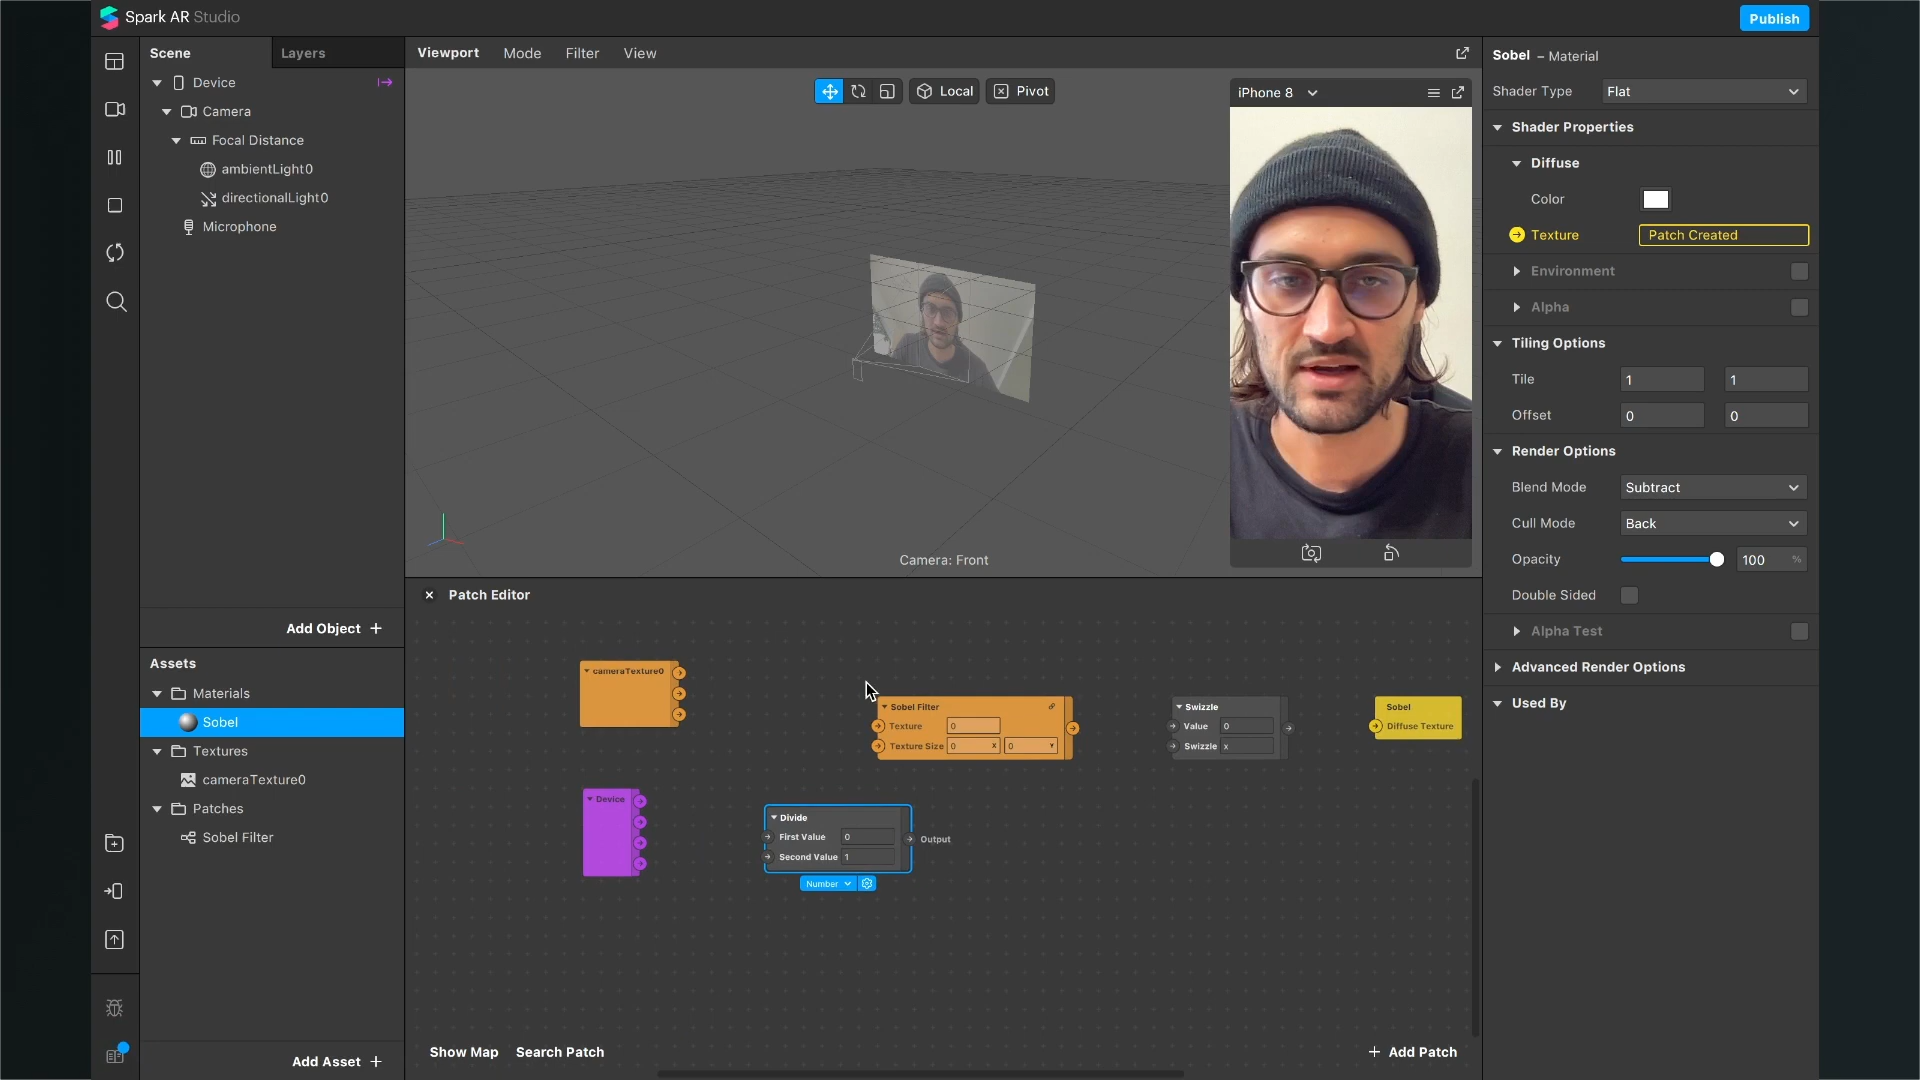 Spark AR Studio
Publish
Scene
Layers
Device
Camera
Focal Distance
ambientLight0
directionalLight0
Microphone
Add Object +
Assets
Materials
Sobel
Textures
cameraTexture0
Patches
Sobel Filter
Add Asset +
Viewport Mode Filter View
Local
Pivot
iPhone 8
Camera: Front
Patch Editor
cameraTexture0
Sobel Filter
Texture 0
Texture Size 0 X 0 Y
Swizzle
Value 0
Swizzle x
Sobel
Diffuse Texture
Device
Divide
First Value 0
Second Value 1
Output
Number
Show Map Search Patch
+ Add Patch
Sobel – Material
Shader Type Flat
Shader Properties
Diffuse
Color
Texture Patch Created
Environment
Alpha
Tiling Options
Tile 1 1
Offset 0 0
Render Options
Blend Mode Subtract
Cull Mode Back
Opacity 100 %
Double Sided
Alpha Test
Advanced Render Options
Used By